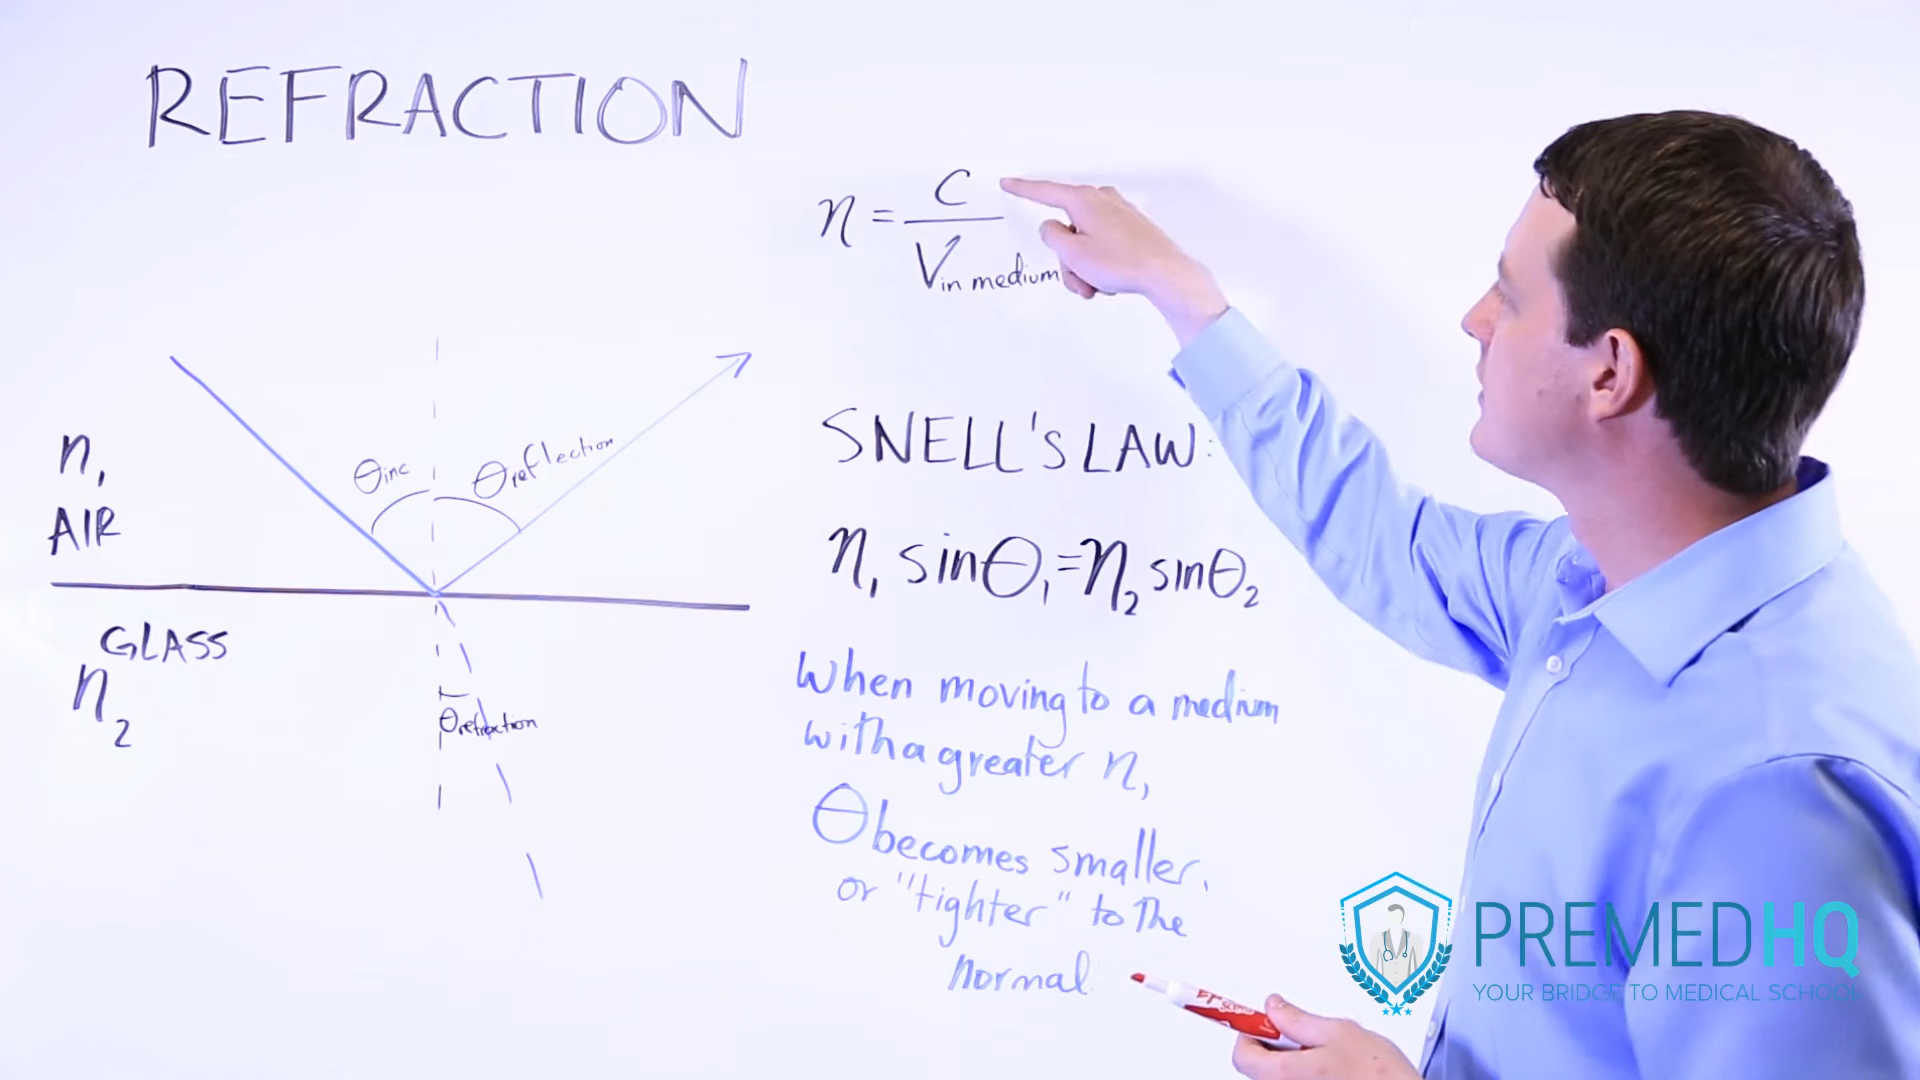 REFRACTION
n = C
Vin medium
θinc
θreflection
n1
AIR
GLASS
n2
θrefraction
SNELL'S LAW:
n1 sinθ1=n2 sinθ2
When moving to a medium
with a greater n,
θ becomes smaller,
or "tighter" to the
normal
PREMEDHQ
YOUR BRIDGE TO MEDICAL SCHOOL